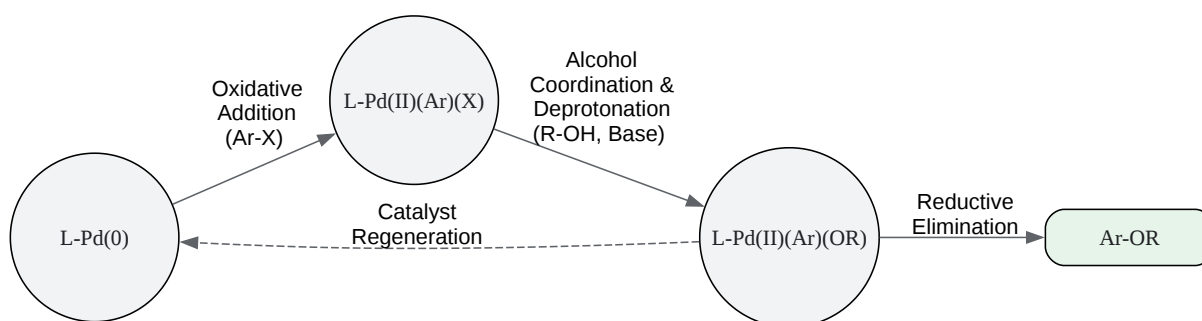 Oxidative
Addition
(Ar-X)
L-Pd(II)(Ar)(X)
Alcohol
Coordination &
Deprotonation
(R-OH, Base)
L-Pd(0)
Catalyst
Regeneration
L-Pd(II)(Ar)(OR)
Reductive
Elimination
Ar-OR